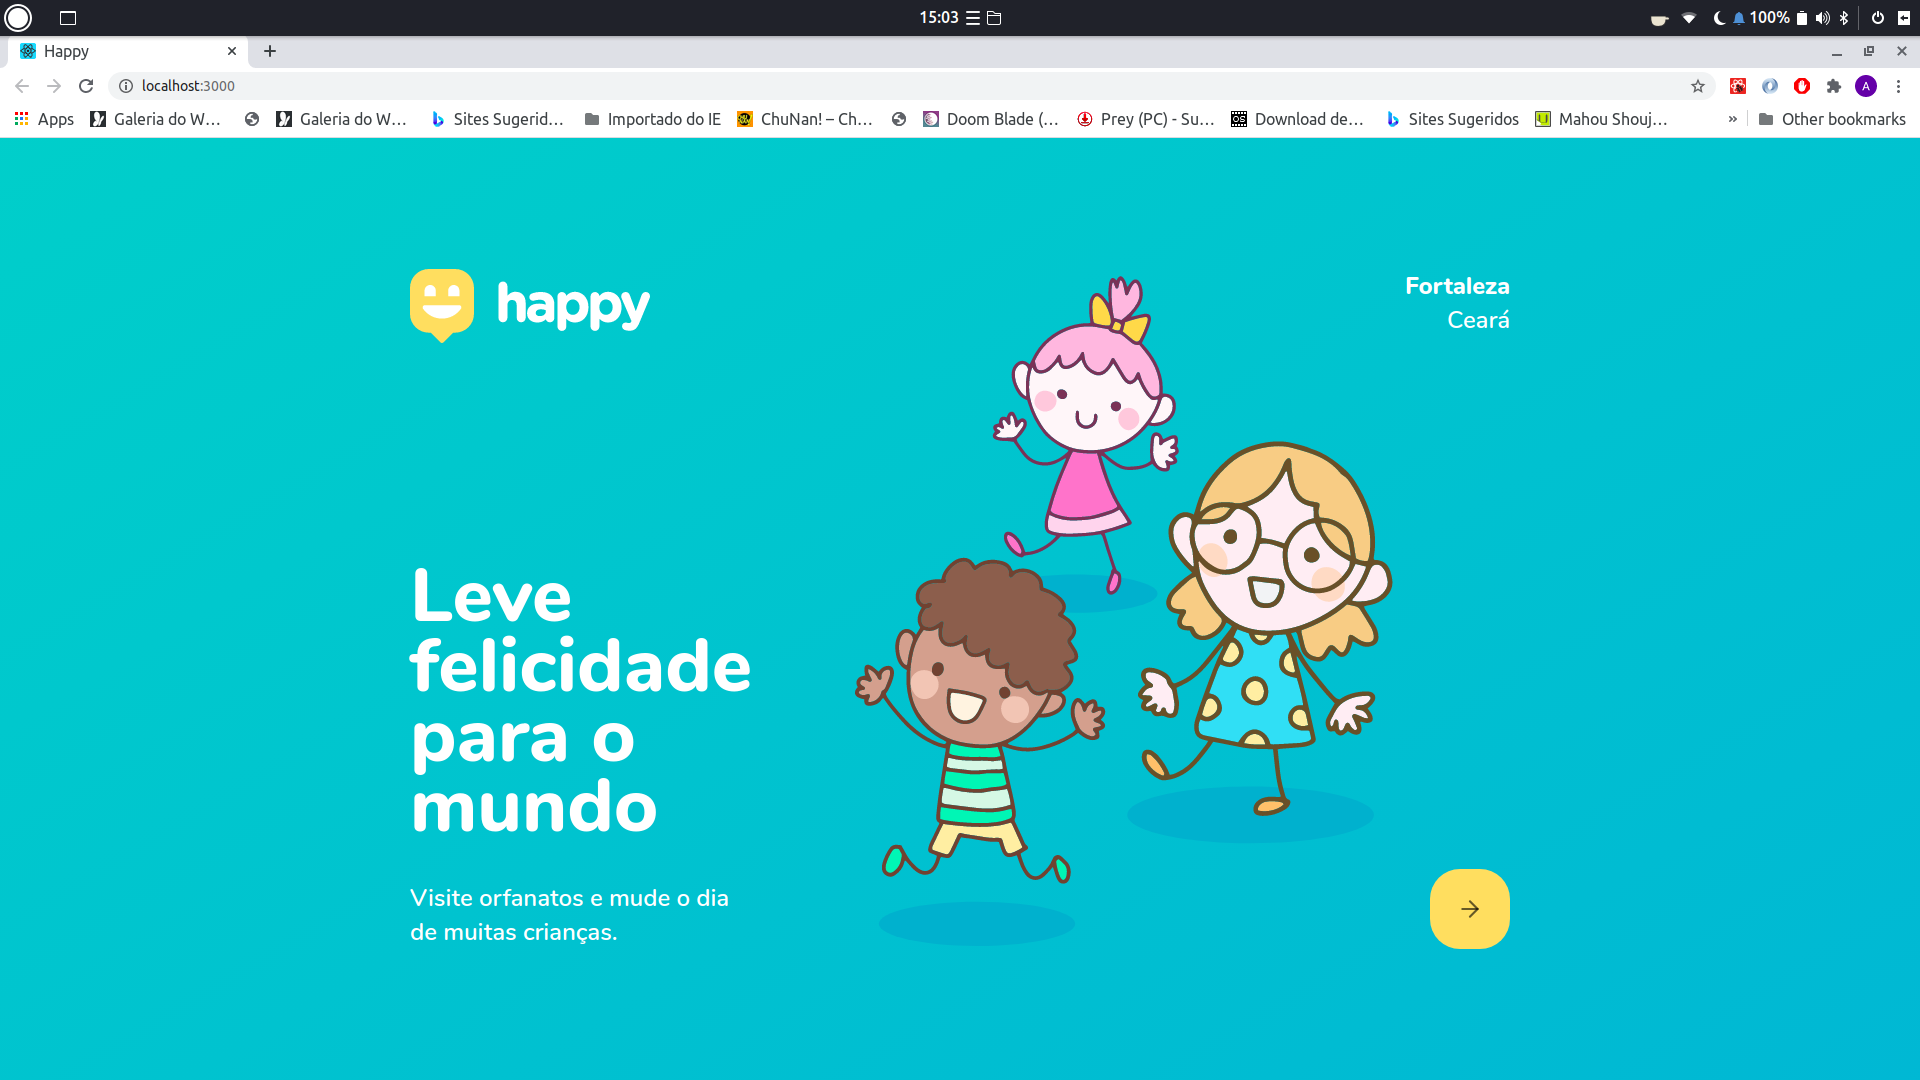 15:03
100%
Happy
localhost:3000
A
Apps
Galeria do W...
Galeria do W...
Sites Sugerid...
Importado do IE
ChuNan! – Ch...
Doom Blade (...
Prey (PC) - Su...
Download de...
Sites Sugeridos
Mahou Shouj...
»
Other bookmarks
happy
Fortaleza
Ceará
Leve
felicidade
para o
mundo
Visite orfanatos e mude o dia
de muitas crianças.